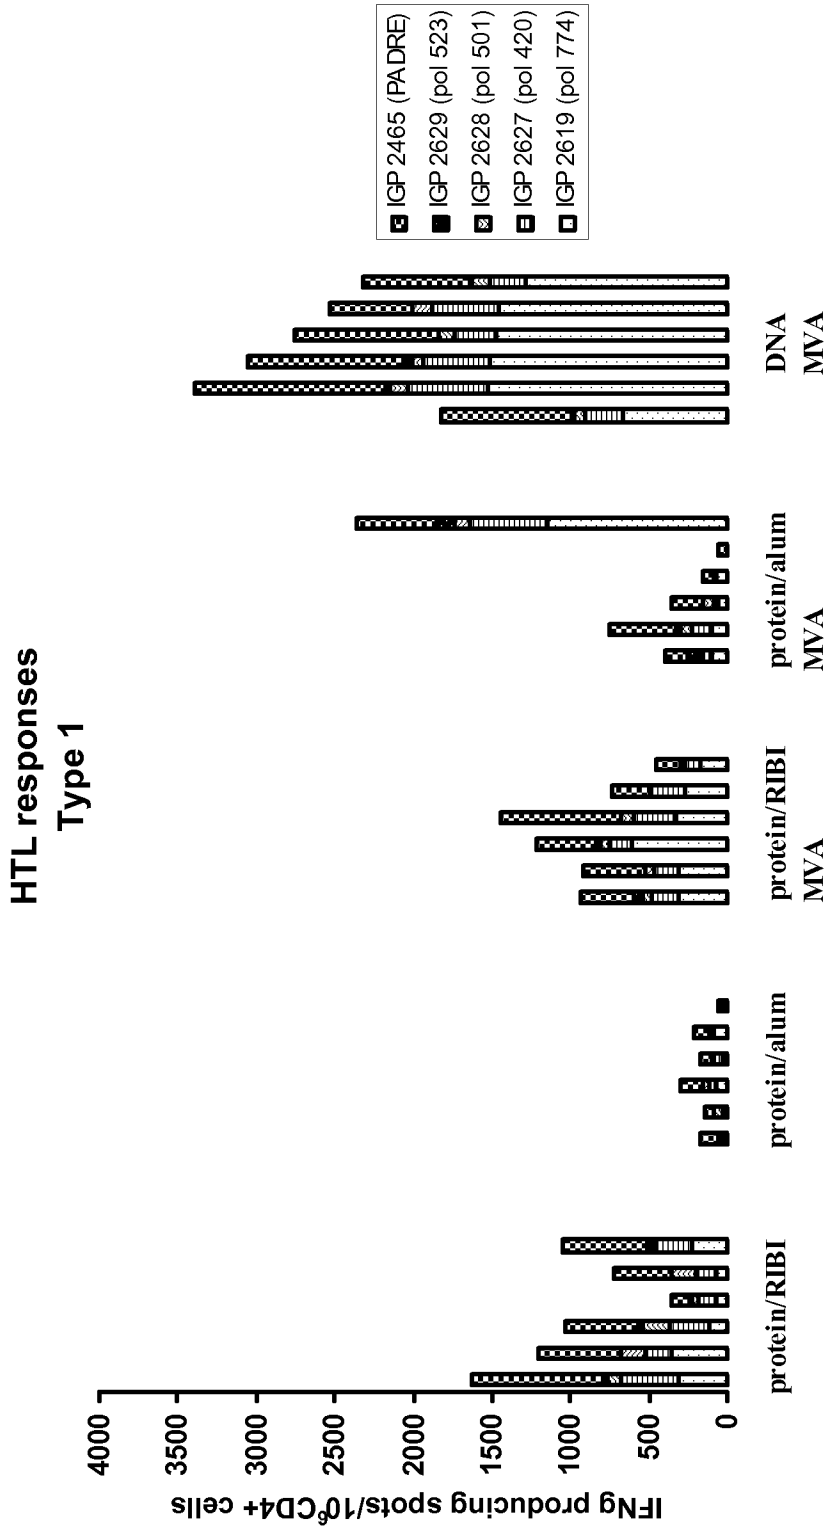 HTL responses
Type 1
IFNg producing spots/10⁶CD4+ cells
4000
3500
3000
2500
2000
1500
1000
500
0
protein/RIBI
protein/alum
protein/RIBI
MVA
protein/alum
MVA
DNA
MVA
IGP 2465 (PADRE)
IGP 2629 (pol 523)
IGP 2628 (pol 501)
IGP 2627 (pol 420)
IGP 2619 (pol 774)